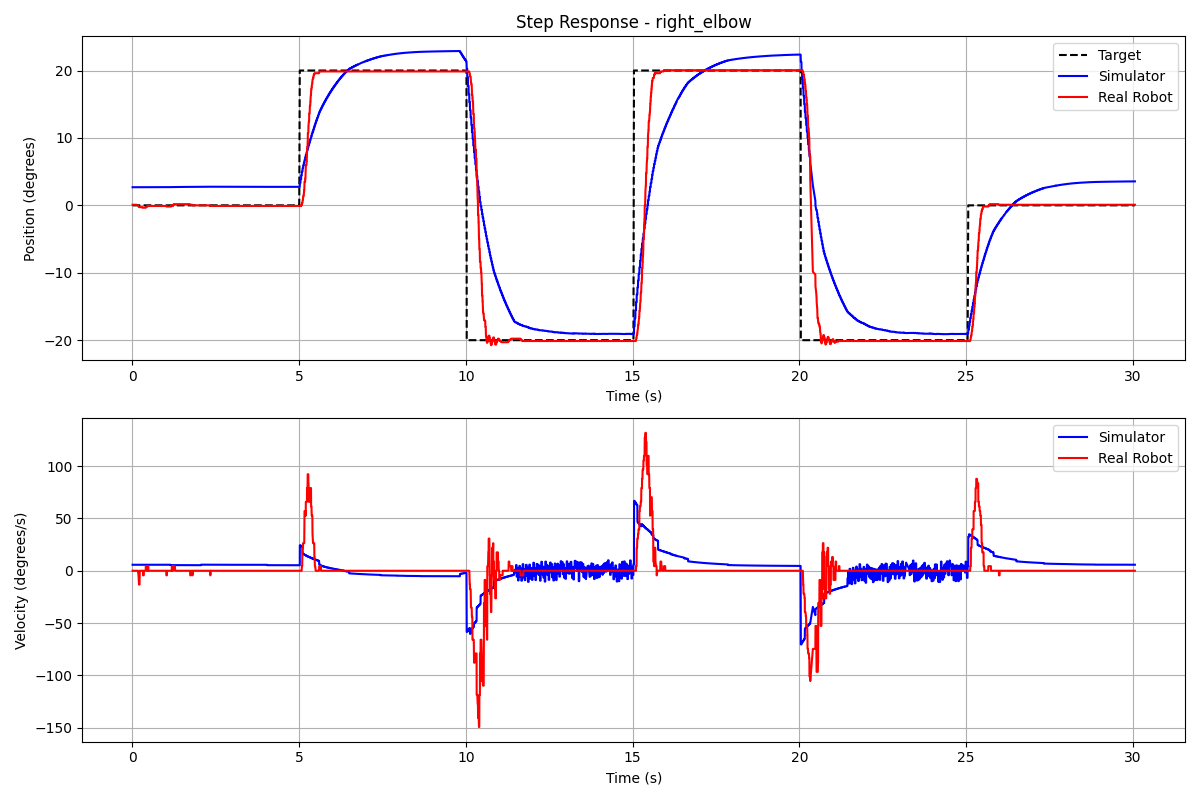 Step Response - right_elbow
Position (degrees)
20
10
0
−10
−20
Target
Simulator
Real Robot
0 5 10 15 20 25 30
Time (s)
Velocity (degrees/s)
100
50
0
−50
−100
−150
Simulator
Real Robot
0 5 10 15 20 25 30
Time (s)